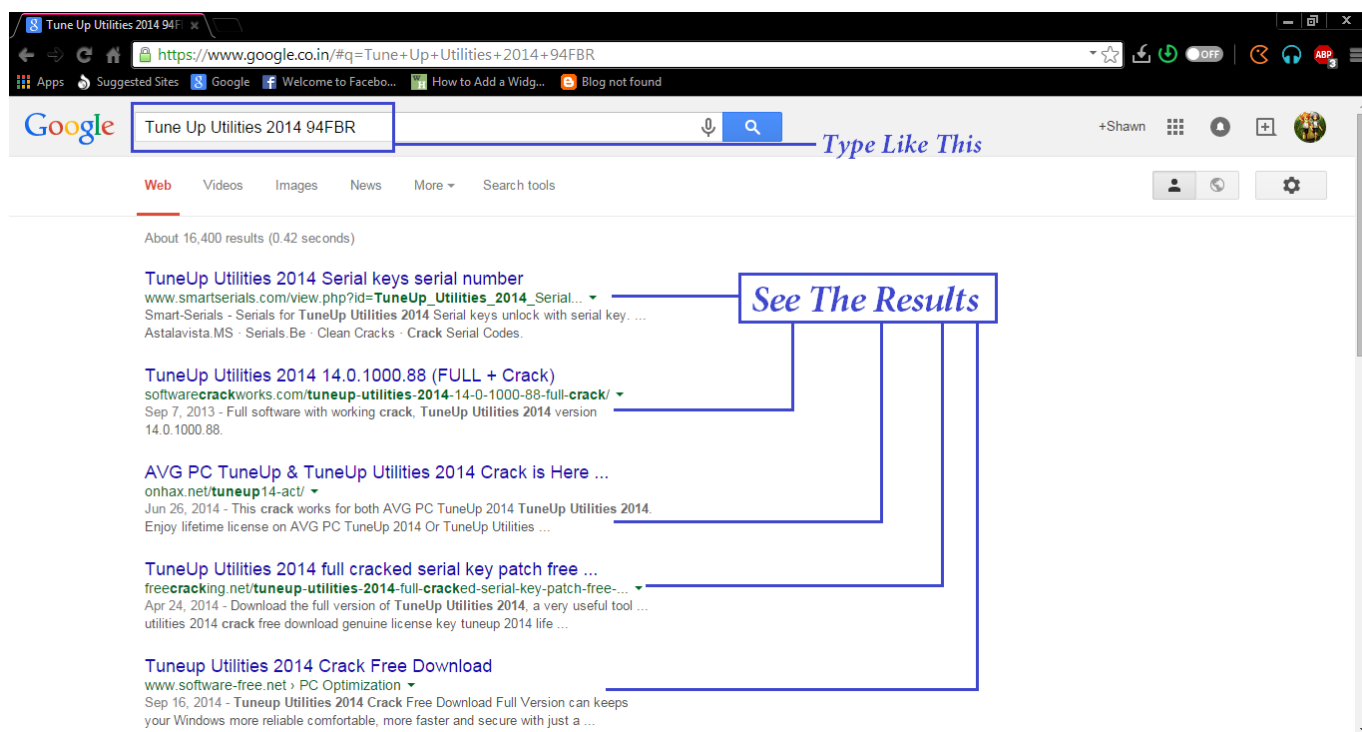 Tune Up Utilities 2014 94F
https://www.google.co.in/#q=Tune+Up+Utilities+2014+94FBR
OFF
ABP
3
Apps Suggested Sites Google Welcome to Facebo... How to Add a Widg... Blog not found
Google Tune Up Utilities 2014 94FBR +Shawn
Type Like This
Web Videos Images News More Search tools
About 16,400 results (0.42 seconds)
TuneUp Utilities 2014 Serial keys serial number
www.smartserials.com/view.php?id=TuneUp_Utilities_2014_Serial...
Smart-Serials - Serials for TuneUp Utilities 2014 Serial keys unlock with serial key. ...
Astalavista.MS · Serials.Be · Clean Cracks · Crack Serial Codes.
See The Results
TuneUp Utilities 2014 14.0.1000.88 (FULL + Crack)
softwarecrackworks.com/tuneup-utilities-2014-14-0-1000-88-full-crack/
Sep 7, 2013 - Full software with working crack, TuneUp Utilities 2014 version
14.0.1000.88.
AVG PC TuneUp & TuneUp Utilities 2014 Crack is Here ...
onhax.net/tuneup14-act/
Jun 26, 2014 - This crack works for both AVG PC TuneUp 2014 TuneUp Utilities 2014.
Enjoy lifetime license on AVG PC TuneUp 2014 Or TuneUp Utilities ...
TuneUp Utilities 2014 full cracked serial key patch free ...
freecracking.net/tuneup-utilities-2014-full-cracked-serial-key-patch-free-...
Apr 24, 2014 - Download the full version of TuneUp Utilities 2014, a very useful tool ...
utilities 2014 crack free download genuine license key tuneup 2014 life ...
Tuneup Utilities 2014 Crack Free Download
www.software-free.net › PC Optimization
Sep 16, 2014 - Tuneup Utilities 2014 Crack Free Download Full Version can keeps
your Windows more reliable comfortable, more faster and secure with just a ...